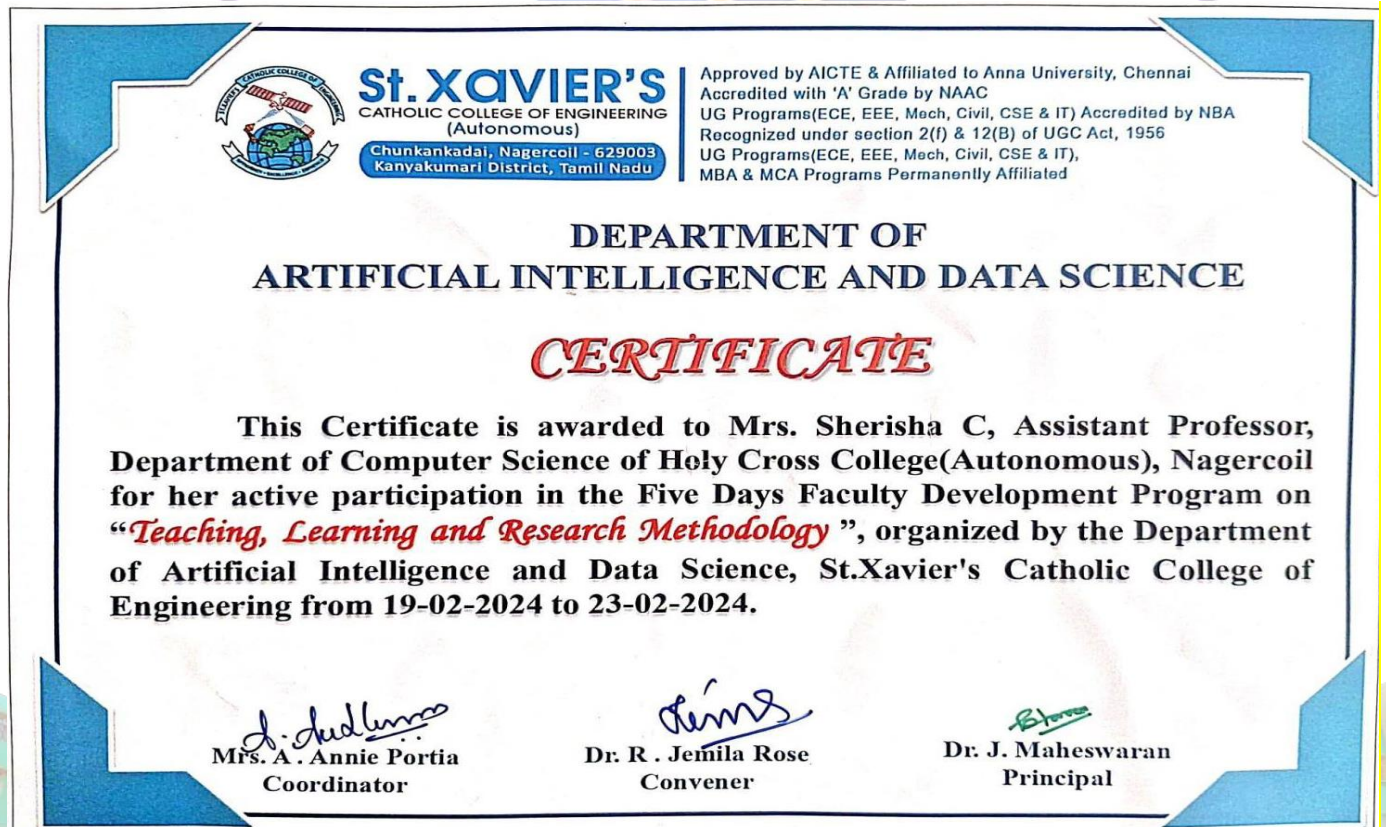 St. XAVIER'S
CATHOLIC COLLEGE OF ENGINEERING
(Autonomous)
Chunkankadai, Nagercoil - 629003
Kanyakumari District, Tamil Nadu
Approved by AICTE & Affiliated to Anna University, Chennai
Accredited with 'A' Grade by NAAC
UG Programs(ECE, EEE, Mech, Civil, CSE & IT) Accredited by NBA
Recognized under section 2(f) & 12(B) of UGC Act, 1956
UG Programs(ECE, EEE, Mech, Civil, CSE & IT),
MBA & MCA Programs Permanently Affiliated
DEPARTMENT OF
ARTIFICIAL INTELLIGENCE AND DATA SCIENCE
CERTIFICATE
This Certificate is awarded to Mrs. Sherisha C, Assistant Professor,
Department of Computer Science of Holy Cross College(Autonomous), Nagercoil
for her active participation in the Five Days Faculty Development Program on
“Teaching, Learning and Research Methodology ”, organized by the Department
of Artificial Intelligence and Data Science, St.Xavier's Catholic College of
Engineering from 19-02-2024 to 23-02-2024.
Mrs. A . Annie Portia
Coordinator
Dr. R . Jemila Rose
Convener
Dr. J. Maheswaran
Principal